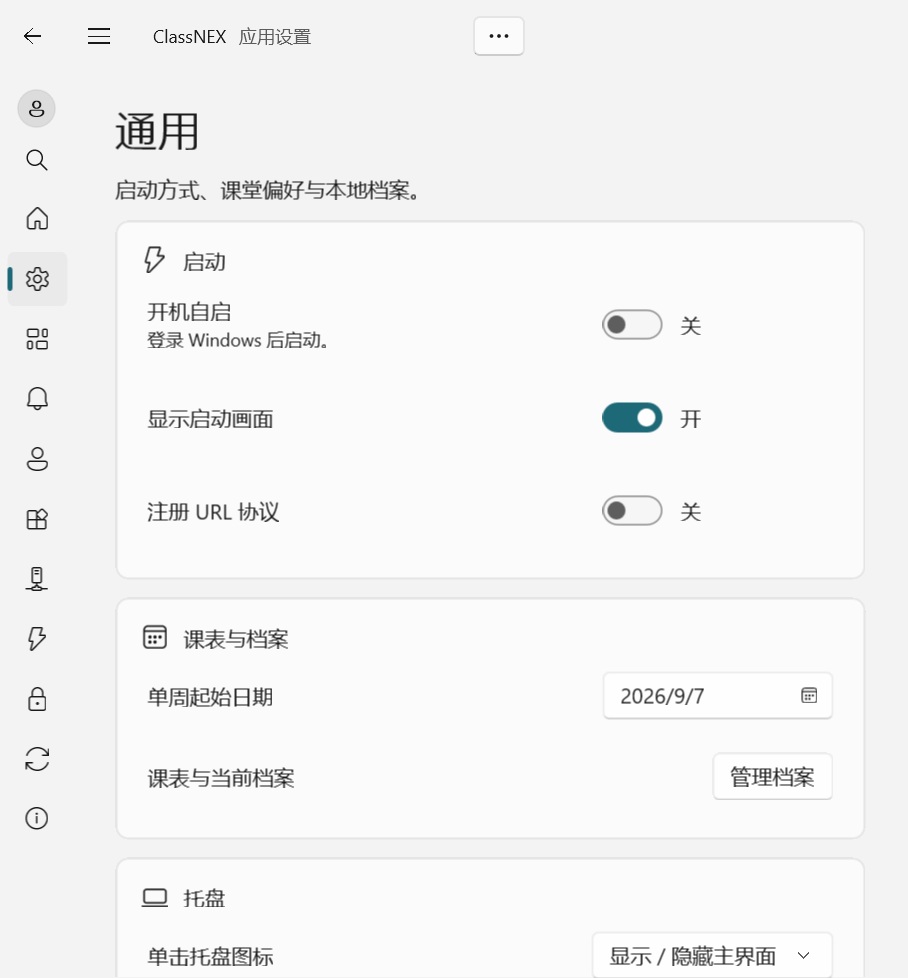 ClassNEX 应用设置
通用
启动方式、课堂偏好与本地档案。
启动
开机自启
登录 Windows 后启动。
关
显示启动画面
开
注册 URL 协议
关
课表与档案
单周起始日期
2026/9/7
课表与当前档案
管理档案
托盘
单击托盘图标
显示 / 隐藏主界面